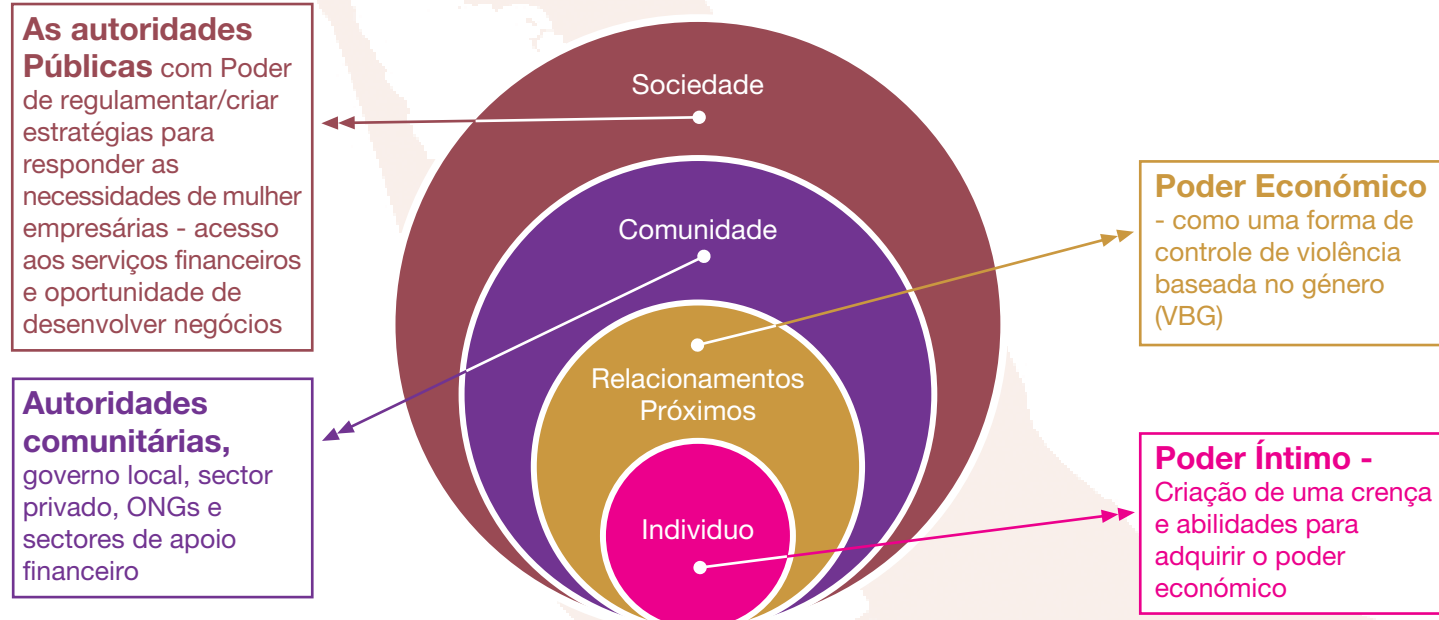 As autoridades
Públicas com Poder
de regulamentar/criar
estratégias para
responder as
necessidades de mulher
empresárias - acesso
aos serviços financeiros
e oportunidade de
desenvolver negócios
Autoridades
comunitárias,
governo local, sector
privado, ONGs e
sectores de apoio
financeiro
Sociedade
Comunidade
Relacionamentos
Próximos
Individuo
Poder Económico
- como uma forma de
controle de violência
baseada no género
(VBG)
Poder Íntimo -
Criação de uma crença
e abilidades para
adquirir o poder
económico